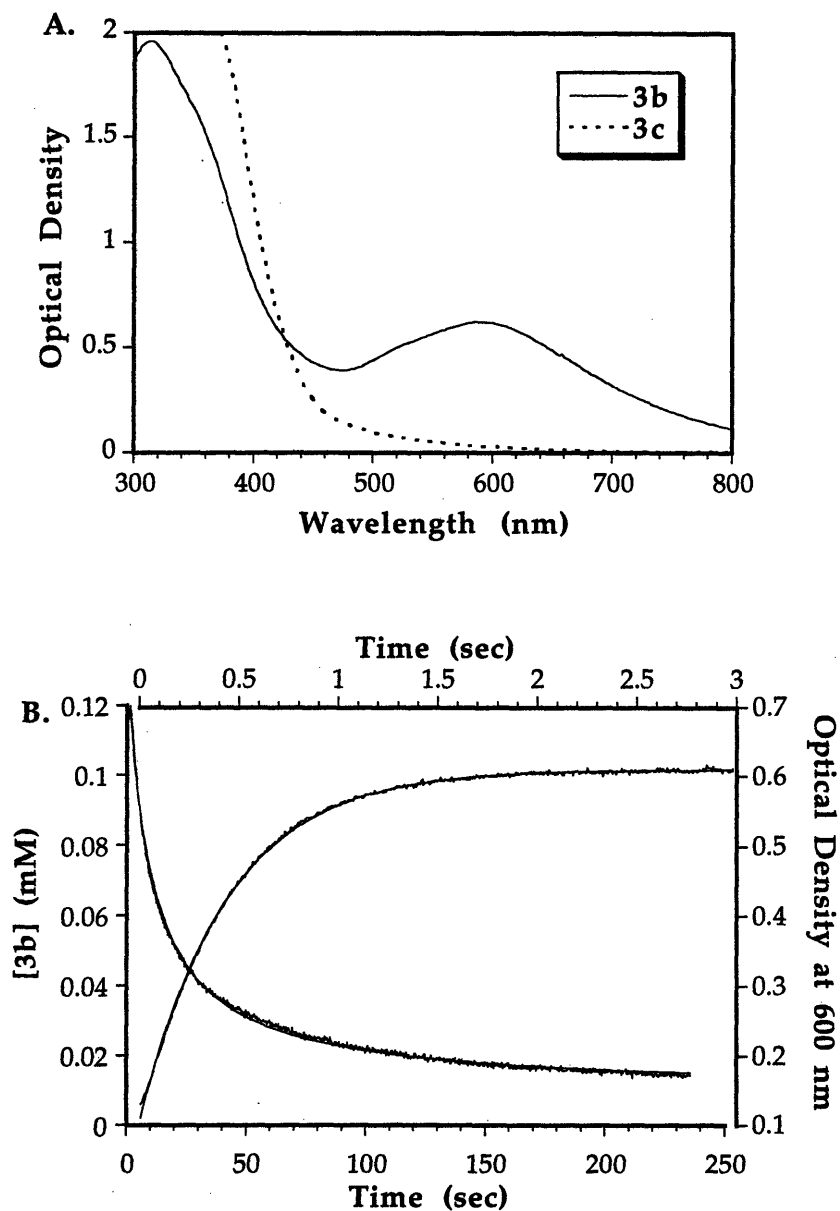 A.
2
1.5
1
0.5
0
Optical Density
3b
3c
300 400 500 600 700 800
Wavelength (nm)
Time (sec)
0 0.5 1 1.5 2 2.5 3
B.
0.12
0.1
0.08
0.06
0.04
0.02
0
[3b] (mM)
0.7
0.6
0.5
0.4
0.3
0.2
0.1
Optical Density at 600 nm
0 50 100 150 200 250
Time (sec)